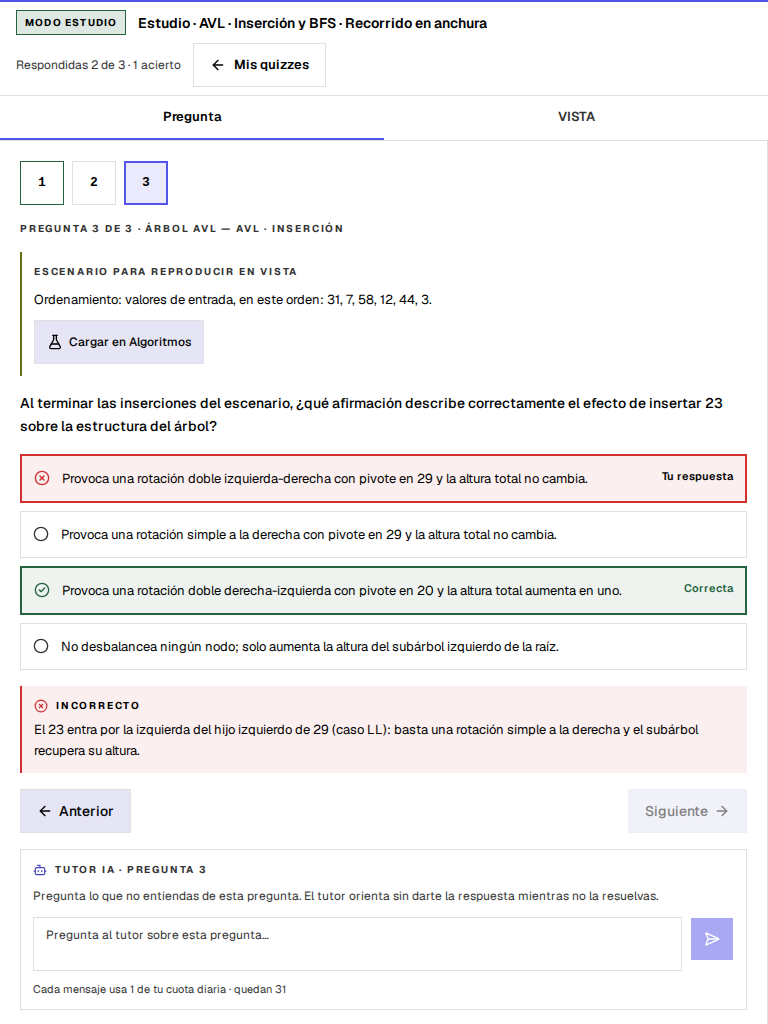 MODO ESTUDIO Estudio · AVL · Inserción y BFS · Recorrido en anchura
Respondidas 2 de 3 · 1 acierto ← Mis quizzes
Pregunta VISTA
1 2 3
PREGUNTA 3 DE 3 · ÁRBOL AVL — AVL · INSERCIÓN
ESCENARIO PARA REPRODUCIR EN VISTA
Ordenamiento: valores de entrada, en este orden: 31, 7, 58, 12, 44, 3.
Cargar en Algoritmos
Al terminar las inserciones del escenario, ¿qué afirmación describe correctamente el efecto de insertar 23
sobre la estructura del árbol?
Provoca una rotación doble izquierda-derecha con pivote en 29 y la altura total no cambia. Tu respuesta
Provoca una rotación simple a la derecha con pivote en 29 y la altura total no cambia.
Provoca una rotación doble derecha-izquierda con pivote en 20 y la altura total aumenta en uno. Correcta
No desbalancea ningún nodo; solo aumenta la altura del subárbol izquierdo de la raíz.
INCORRECTO
El 23 entra por la izquierda del hijo izquierdo de 29 (caso LL): basta una rotación simple a la derecha y el subárbol
recupera su altura.
← Anterior Siguiente →
TUTOR IA · PREGUNTA 3
Pregunta lo que no entiendas de esta pregunta. El tutor orienta sin darte la respuesta mientras no la resuelvas.
Pregunta al tutor sobre esta pregunta…
Cada mensaje usa 1 de tu cuota diaria · quedan 31